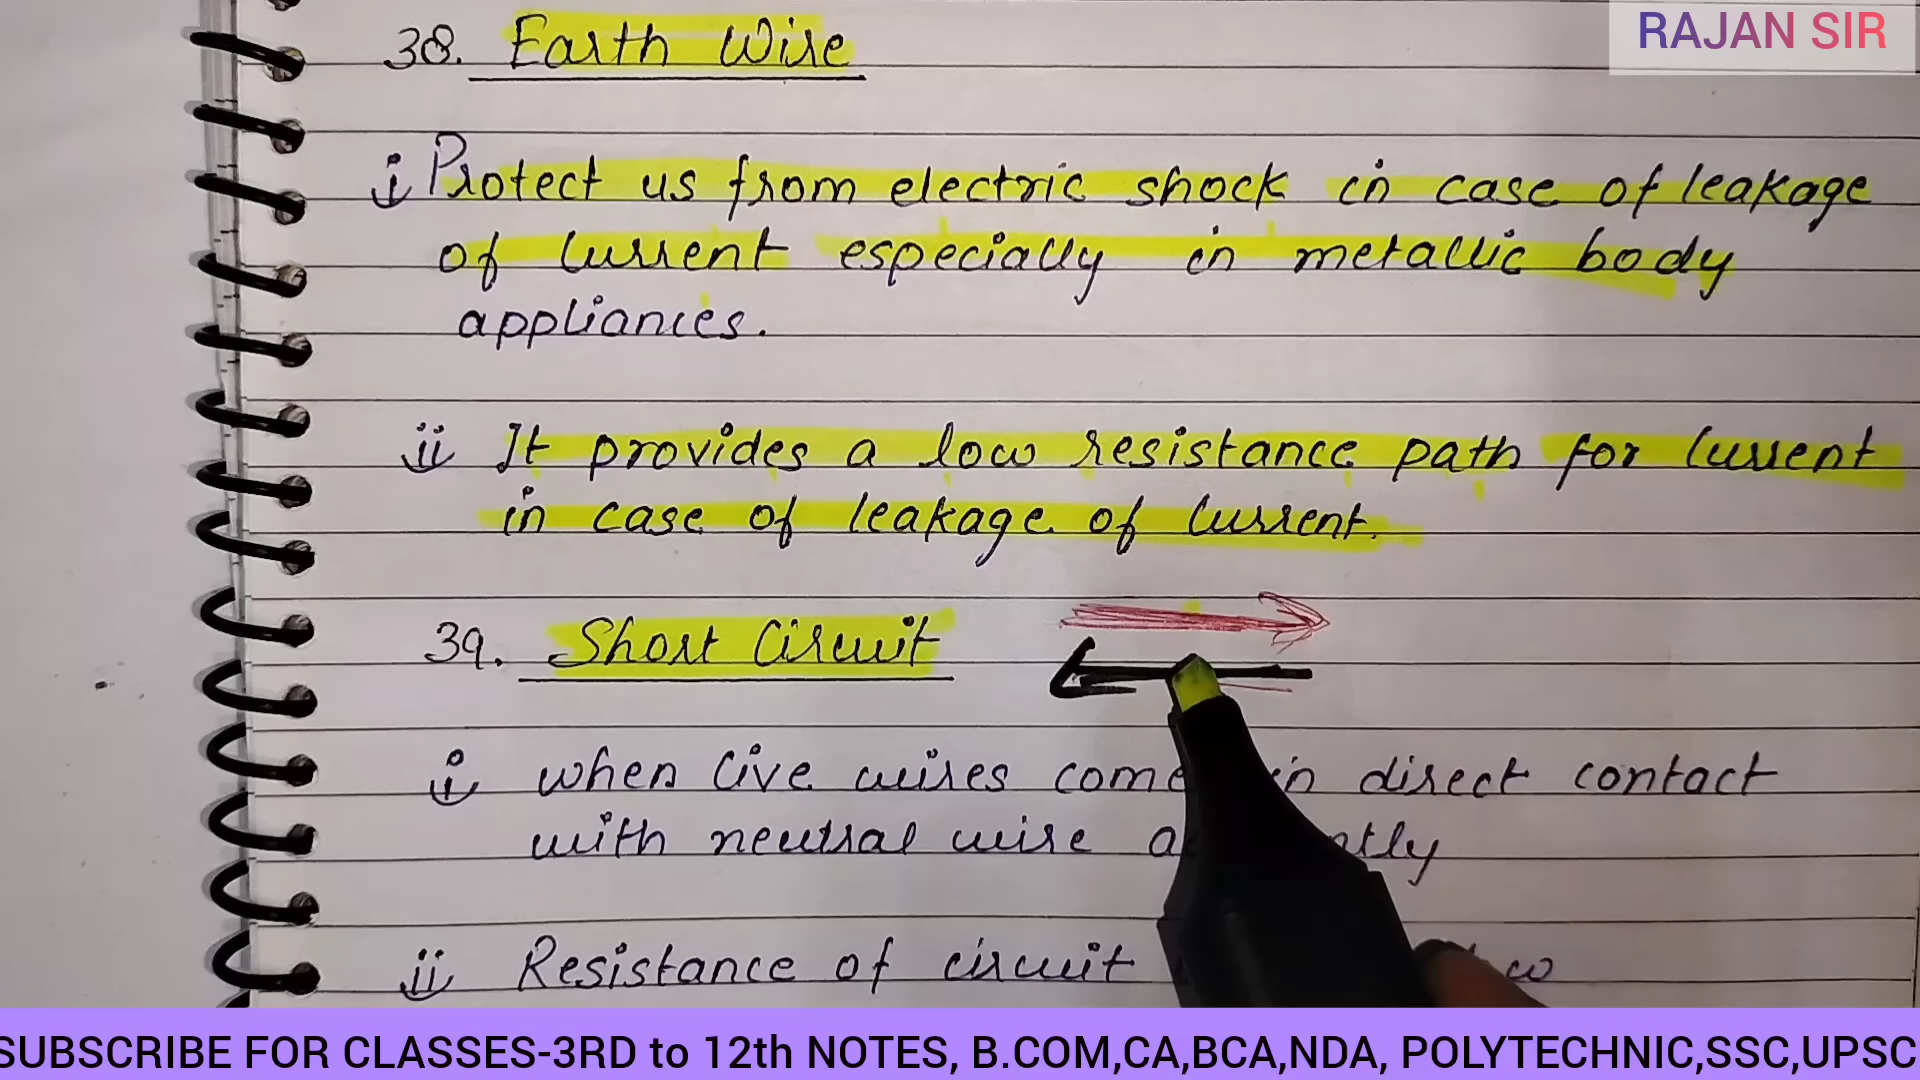 RAJAN SIR
38. Earth Wire
i Protect us from electric shock in case of leakage
of current especially in metallic body
appliances.
ii It provides a low resistance path for current
in case of leakage of current.
39. Short Circuit
i when live wires come in direct contact
with neutral wire
ii Resistance of circuit
SUBSCRIBE FOR CLASSES-3RD to 12th NOTES, B.COM,CA,BCA,NDA, POLYTECHNIC,SSC,UPSC